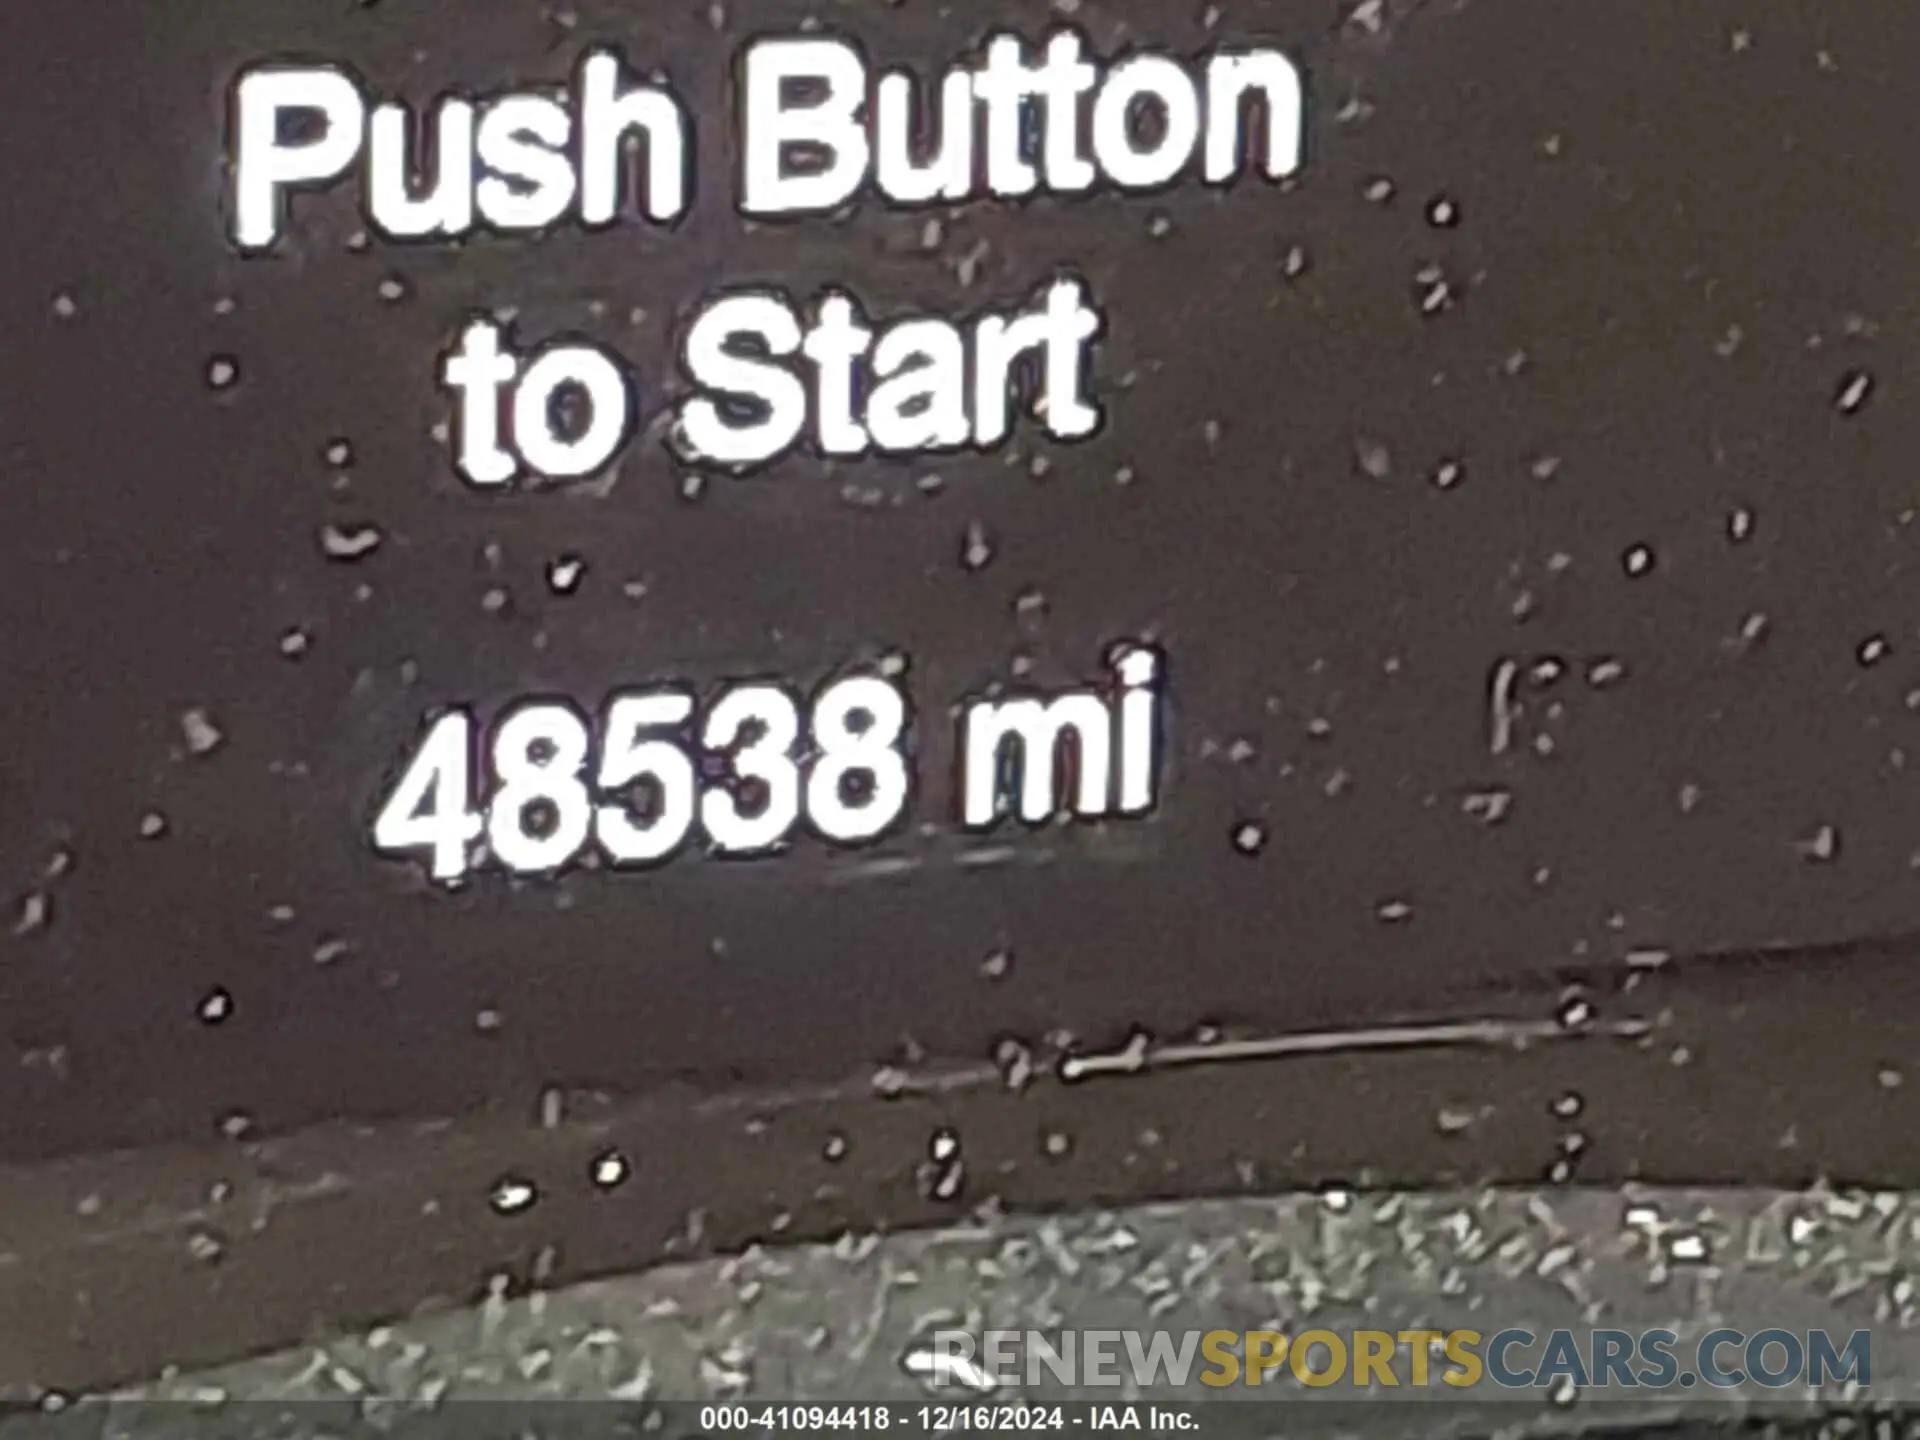 Push Button
to Start
48538 mi
RENEWSPORTSCARS.COM
000-41094418 - 12/16/2024 - IAA Inc.